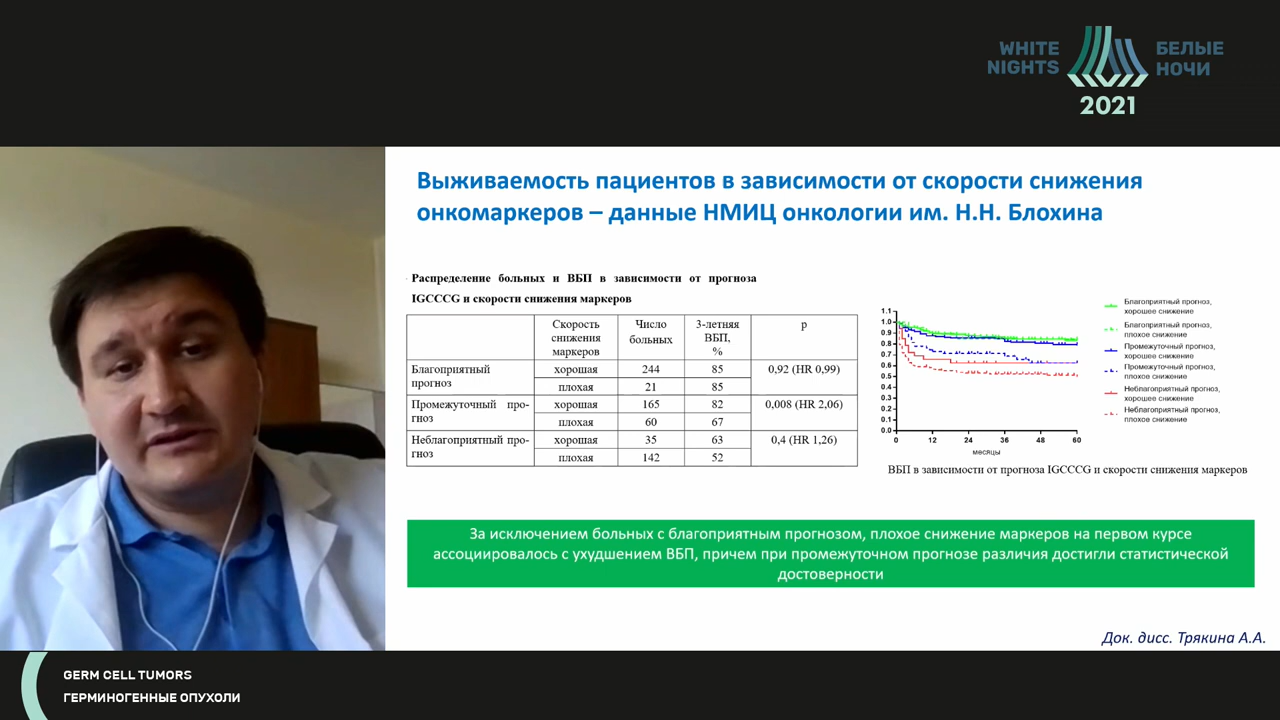 WHITE
NIGHTS
БЕЛЫЕ
НОЧИ
2021
Выживаемость пациентов в зависимости от скорости снижения
онкомаркеров – данные НМИЦ онкологии им. Н.Н. Блохина
Распределение больных и ВБП в зависимости от прогноза
IGCCCG и скорости снижения маркеров
Скорость
снижения
маркеров
Число
больных
3-летняя
ВБП,
%
р
Благоприятный
прогноз
хорошая 244 85 0,92 (HR 0,99)
плохая 21 85
Промежуточный про-
гноз
хорошая 165 82 0,008 (HR 2,06)
плохая 60 67
Неблагоприятный про-
гноз
хорошая 35 63 0,4 (HR 1,26)
плохая 142 52
1.1
1.0
0.9
0.8
0.7
0.6
0.5
0.4
0.3
0.2
0.1
0.0
0 12 24 36 48 60
месяцы
Благоприятный прогноз,
хорошее снижение
Благоприятный прогноз,
плохое снижение
Промежуточный прогноз,
хорошее снижение
Промежуточный прогноз,
плохое снижение
Неблагоприятный прогноз,
хорошее снижение
Неблагоприятный прогноз,
плохое снижение
ВБП в зависимости от прогноза IGCCCG и скорости снижения маркеров
За исключением больных с благоприятным прогнозом, плохое снижение маркеров на первом курсе
ассоциировалось с ухудшением ВБП, причем при промежуточном прогнозе различия достигли статистической
достоверности
Док. дисс. Трякина А.А.
GERM CELL TUMORS
ГЕРМИНОГЕННЫЕ ОПУХОЛИ